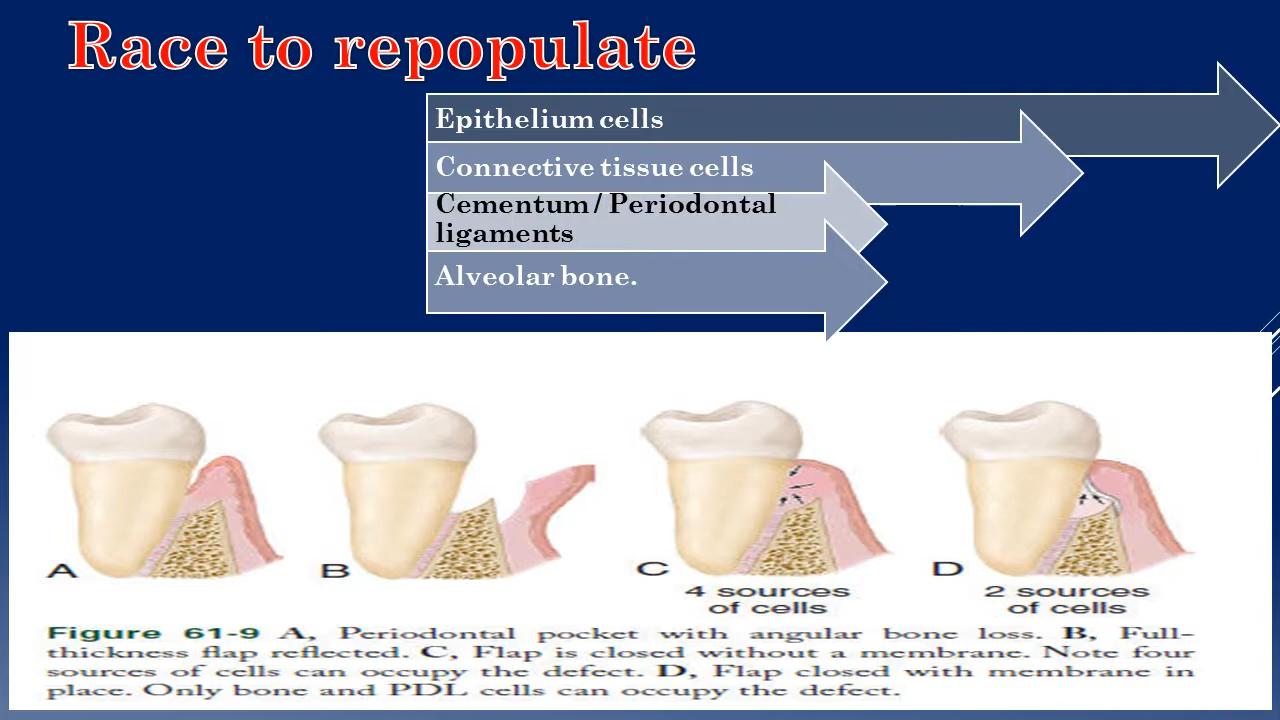 Race to repopulate
Epithelium cells
Connective tissue cells
Cementum / Periodontal
ligaments
Alveolar bone.
A
B
C
D
4 sources
of cells
2 sources
of cells
Figure 61-9 A, Periodontal pocket with angular bone loss. B, Full-
thickness flap reflected. C, Flap is closed without a membrane. Note four
sources of cells can occupy the defect. D, Flap closed with membrane in
place. Only bone and PDL cells can occupy the defect.